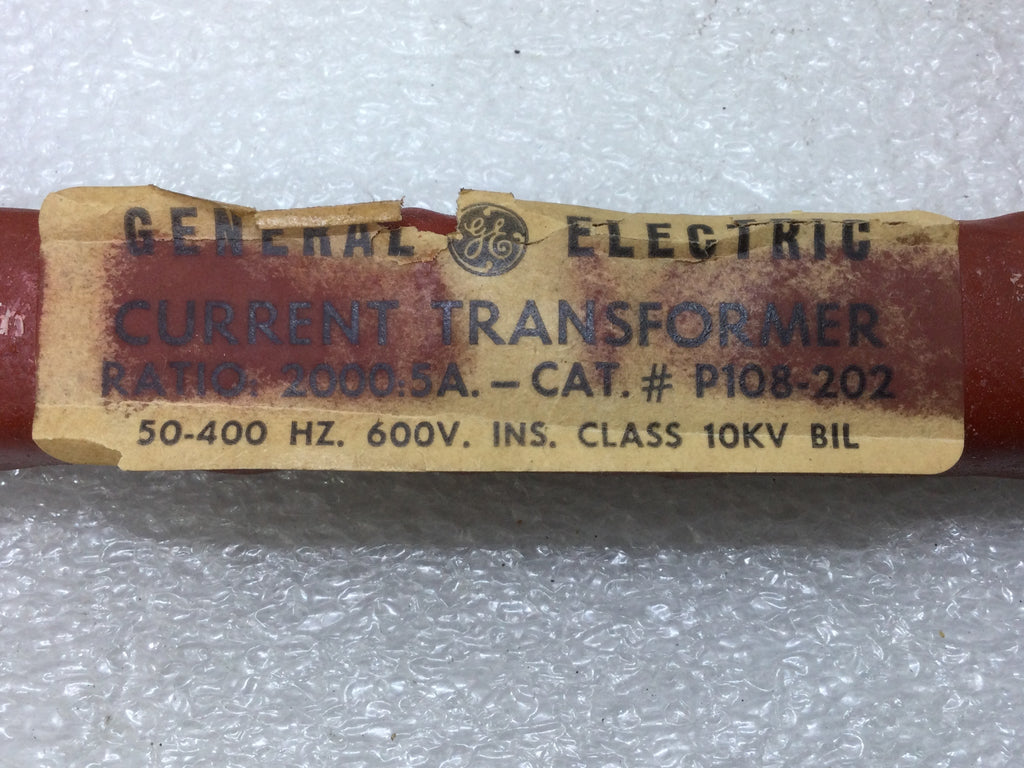 GENERAL GE ELECTRIC
CURRENT TRANSFORMER
RATIO: 2000:5A. – CAT. # P108-202
50-400 HZ. 600V. INS. CLASS 10KV BIL